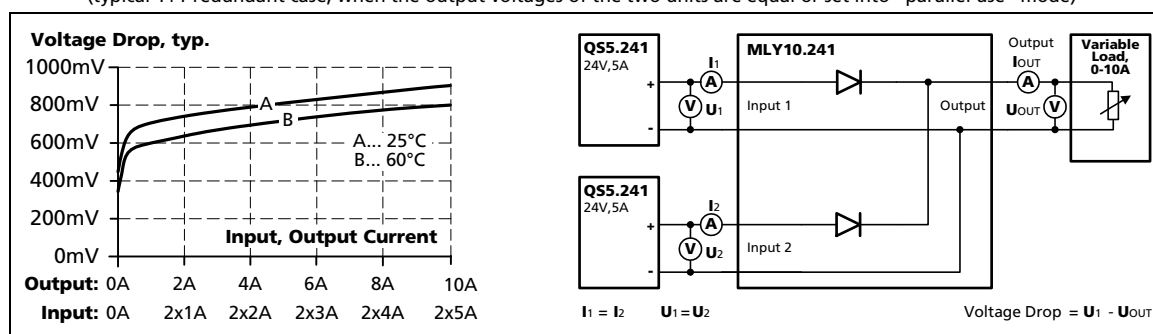 (typical 1+1 redundant case, when the output voltages of the two units are equal or set into "parallel use" mode)
Voltage Drop, typ.
1000mV
800mV
600mV
400mV
200mV
0mV
A
B
A... 25°C
B... 60°C
Input, Output Current
Output: 0A 2A 4A 6A 8A 10A
Input: 0A 2x1A 2x2A 2x3A 2x4A 2x5A
QS5.241
24V,5A
+
-
I1
A
V
U1
MLY10.241
Input 1
Output
Output
IOUT
A
UOUT
V
Variable
Load,
0-10A
QS5.241
24V,5A
+
-
I2
A
V
U2
Input 2
I1 = I2 U1=U2
Voltage Drop = U1 - UOUT